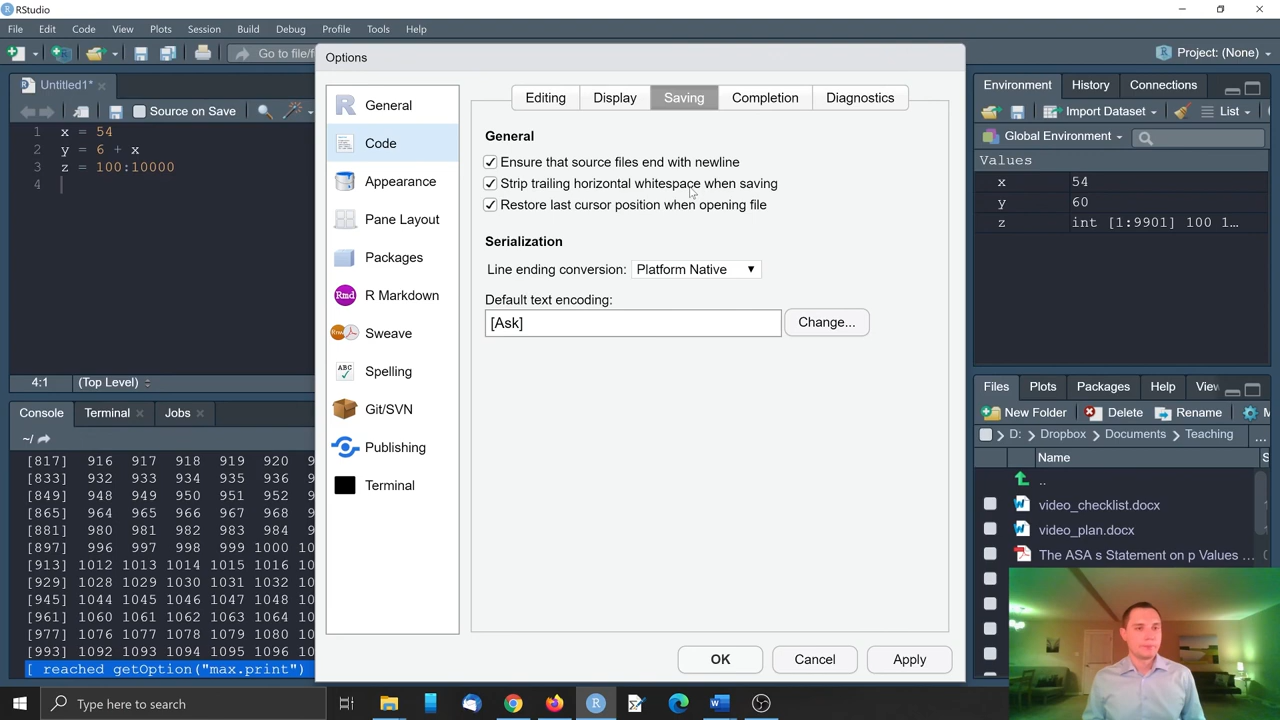 RStudio
File Edit Code View Plots Session Build Debug Profile Tools Help
Go to file/f
Project: (None)
Untitled1*
Source on Save
1 x = 54
2 y = 6 + x
3 z = 100:10000
4
4:1 (Top Level)
Console Terminal Jobs
~/
[817] 916 917 918 919 920
[833] 932 933 934 935 936
[849] 948 949 950 951 952
[865] 964 965 966 967 968
[881] 980 981 982 983 984
[897] 996 997 998 999 1000 10
[913] 1012 1013 1014 1015 1016 10
[929] 1028 1029 1030 1031 1032 10
[945] 1044 1045 1046 1047 1048 10
[961] 1060 1061 1062 1063 1064 10
[977] 1076 1077 1078 1079 1080 10
[993] 1092 1093 1094 1095 1096 10
[ reached getOption("max.print")
Options
R General
Code
Appearance
Pane Layout
Packages
Rmd R Markdown
Sweave
ABC Spelling
Git/SVN
Publishing
Terminal
Editing Display Saving Completion Diagnostics
General
Ensure that source files end with newline
Strip trailing horizontal whitespace when saving
Restore last cursor position when opening file
Serialization
Line ending conversion: Platform Native
Default text encoding:
[Ask] Change...
OK Cancel Apply
Environment History Connections
Import Dataset List
Global Environment
Values
x 54
y 60
z int [1:9901] 100 1…
Files Plots Packages Help View
New Folder Delete Rename M
D: Dropbox Documents Teaching ...
Name S
..
video_checklist.docx
video_plan.docx
The ASA s Statement on p Values ...
Type here to search